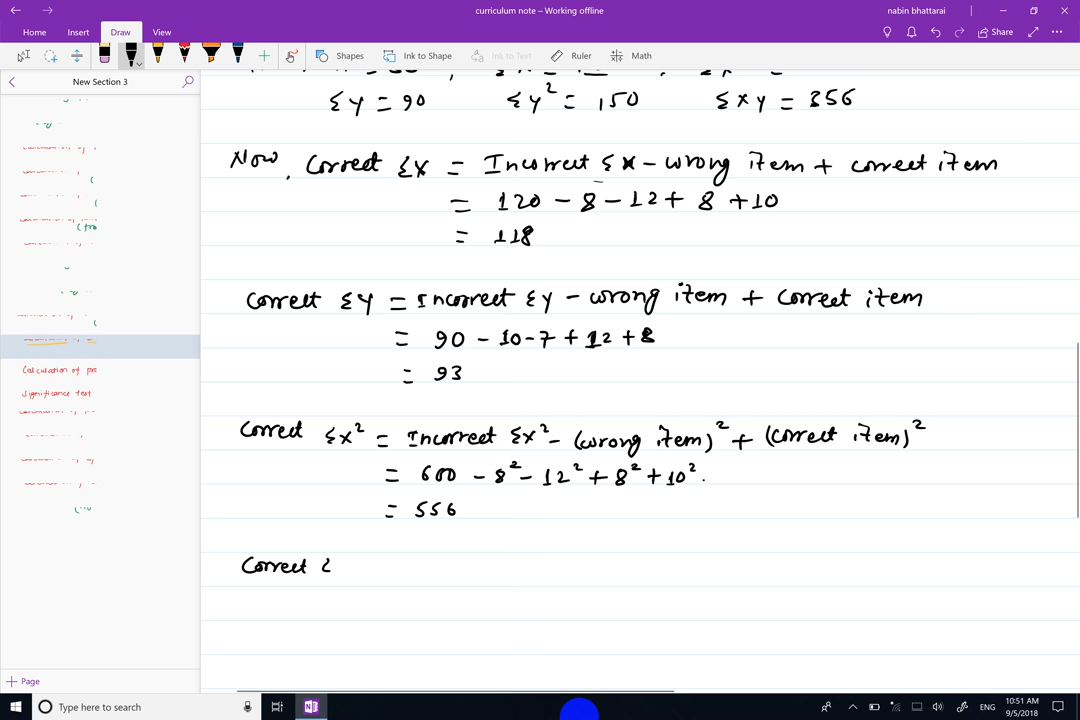 curriculum note – Working offline
nabin bhattarai
Home Insert Draw View
Share
Shapes Ink to Shape Ink to Text Ruler Math
New Section 3
Σy = 90 Σy² = 150 Σxy = 356
Now, Correct Σx = Incorrect Σx - wrong item + correct item
= 120 - 8 - 12 + 8 + 10
= 118
Correct Σy = Incorrect Σy - wrong item + correct item
= 90 - 10 - 7 + 12 + 8
= 93
Correct Σx² = Incorrect Σx² - (wrong item)² + (correct item)²
= 600 - 8² - 12² + 8² + 10².
= 556
Correct
Calculation of pr
Significance test
Page
Type here to search
ENG
10:51 AM
9/5/2018